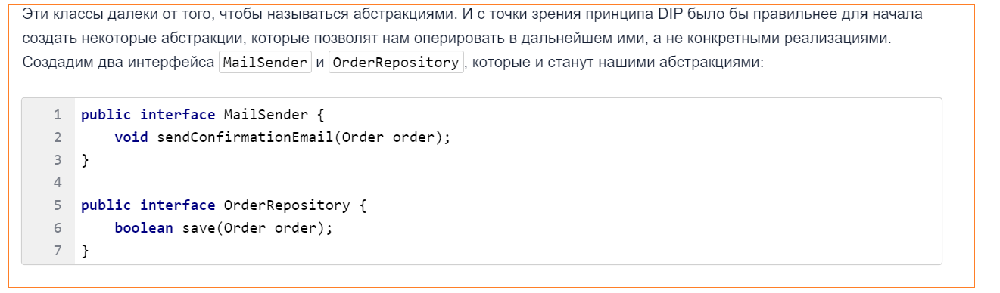 Эти классы далеки от того, чтобы называться абстракциями. И с точки зрения принципа DIP было бы правильнее для начала
создать некоторые абстракции, которые позволят нам оперировать в дальнейшем ими, а не конкретными реализациями.
Создадим два интерфейса MailSender и OrderRepository, которые и станут нашими абстракциями:
1 public interface MailSender {
2     void sendConfirmationEmail(Order order);
3 }
4
5 public interface OrderRepository {
6     boolean save(Order order);
7 }